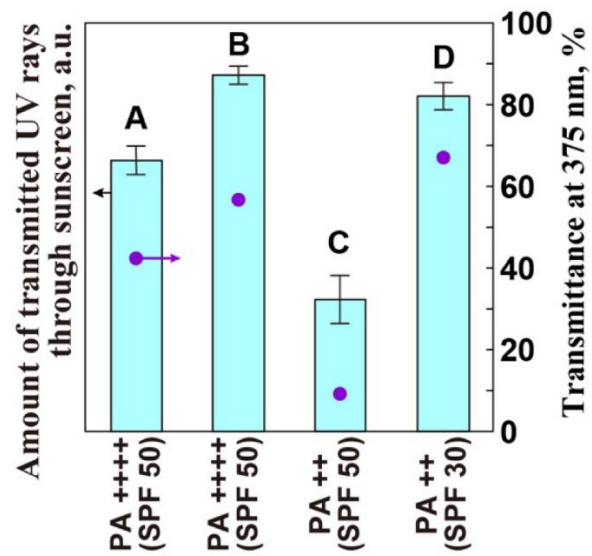 Amount of transmitted UV rays
through sunscreen, a.u.
A
B
C
D
100
80
60
40
20
0
Transmittance at 375 nm, %
PA ++++
(SPF 50)
PA ++++
(SPF 50)
PA ++
(SPF 50)
PA ++
(SPF 30)